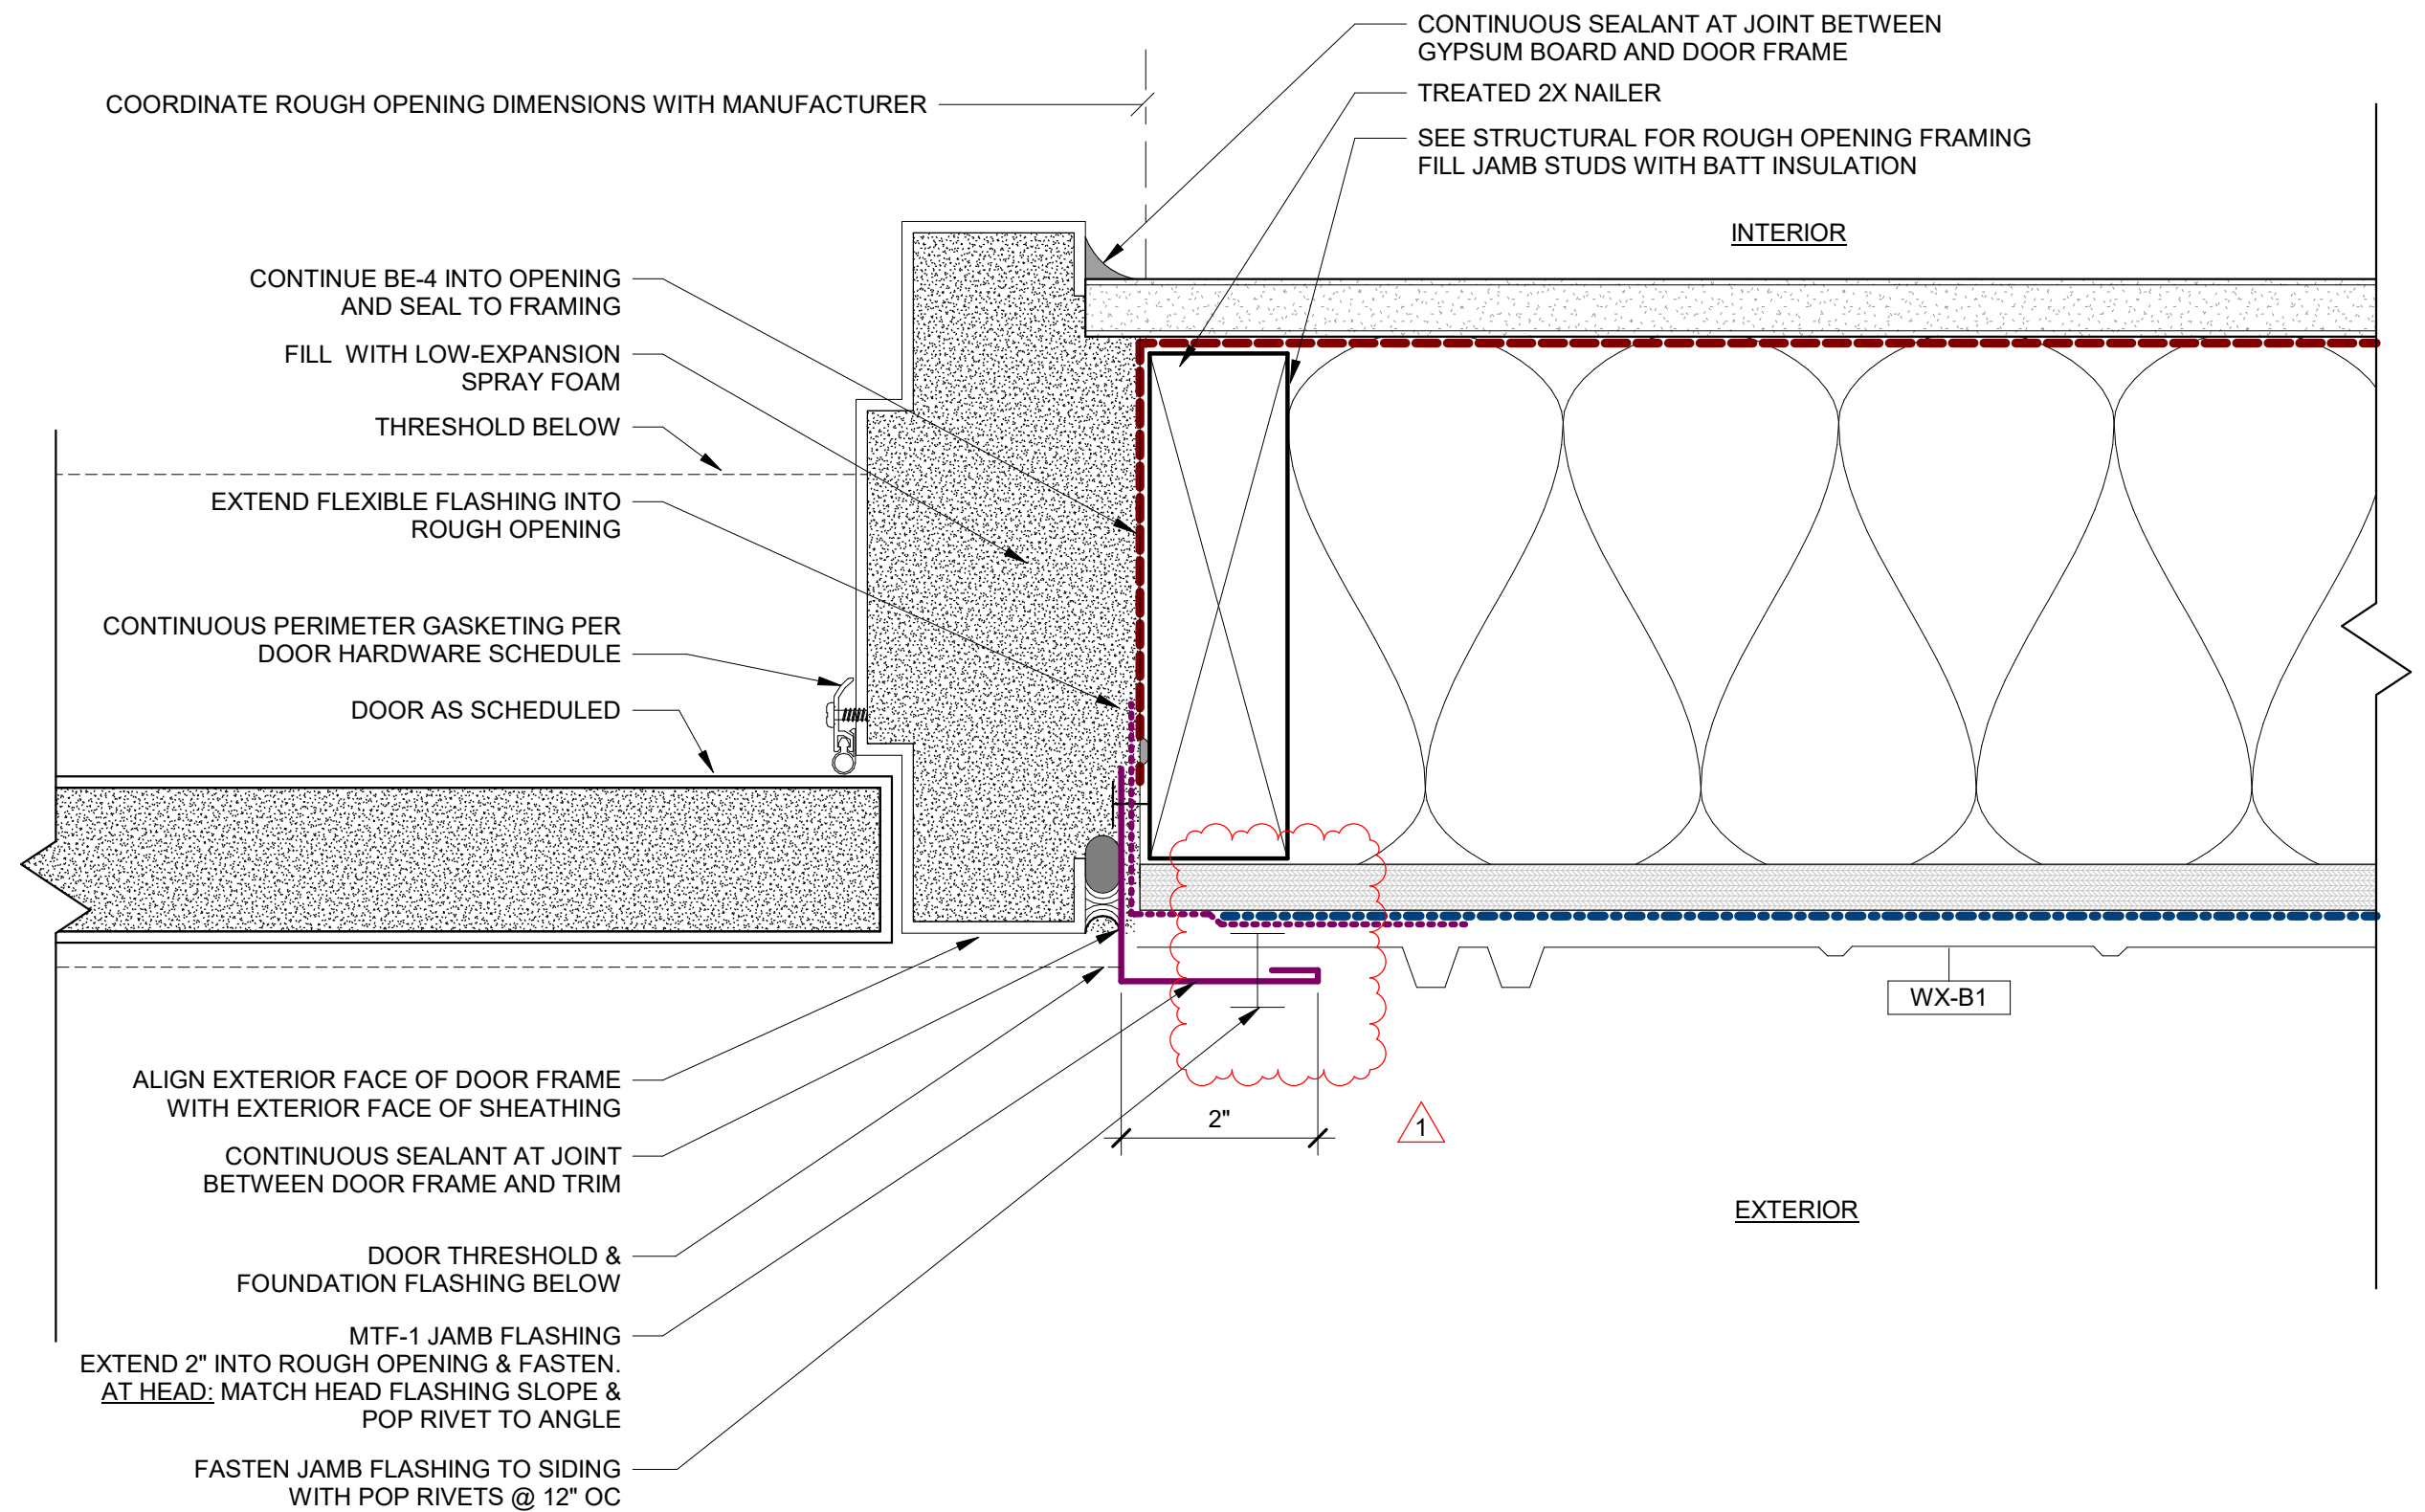 CONTINUOUS SEALANT AT JOINT BETWEEN
GYPSUM BOARD AND DOOR FRAME
TREATED 2X NAILER
COORDINATE ROUGH OPENING DIMENSIONS WITH MANUFACTURER
SEE STRUCTURAL FOR ROUGH OPENING FRAMING
FILL JAMB STUDS WITH BATT INSULATION
INTERIOR
CONTINUE BE-4 INTO OPENING
AND SEAL TO FRAMING
FILL WITH LOW-EXPANSION
SPRAY FOAM
THRESHOLD BELOW
EXTEND FLEXIBLE FLASHING INTO
ROUGH OPENING
CONTINUOUS PERIMETER GASKETING PER
DOOR HARDWARE SCHEDULE
DOOR AS SCHEDULED
WX-B1
ALIGN EXTERIOR FACE OF DOOR FRAME
WITH EXTERIOR FACE OF SHEATHING
2"
1
CONTINUOUS SEALANT AT JOINT
BETWEEN DOOR FRAME AND TRIM
EXTERIOR
DOOR THRESHOLD &
FOUNDATION FLASHING BELOW
MTF-1 JAMB FLASHING
EXTEND 2" INTO ROUGH OPENING & FASTEN.
AT HEAD: MATCH HEAD FLASHING SLOPE &
POP RIVET TO ANGLE
FASTEN JAMB FLASHING TO SIDING
WITH POP RIVETS @ 12" OC